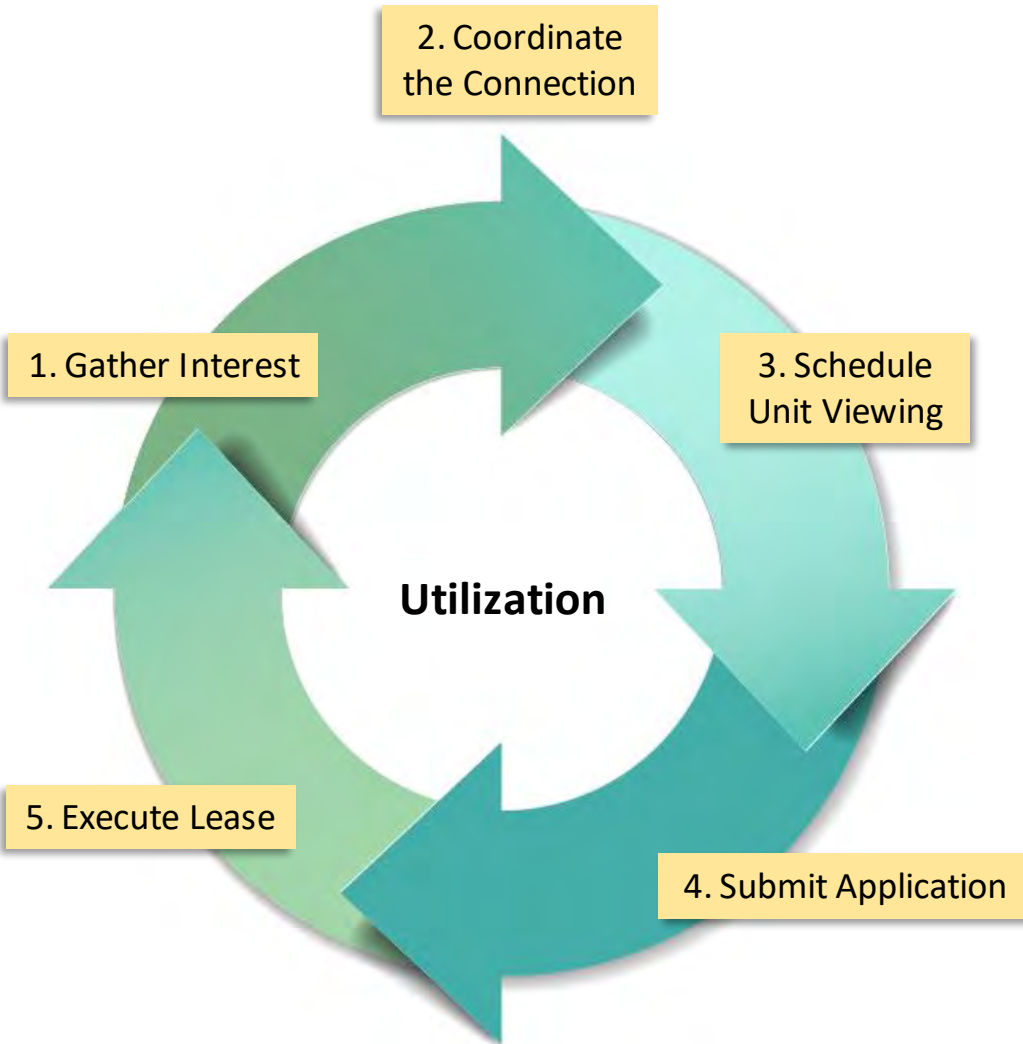 2. Coordinate
the Connection
1. Gather Interest
3. Schedule
Unit Viewing
Utilization
5. Execute Lease
4. Submit Application